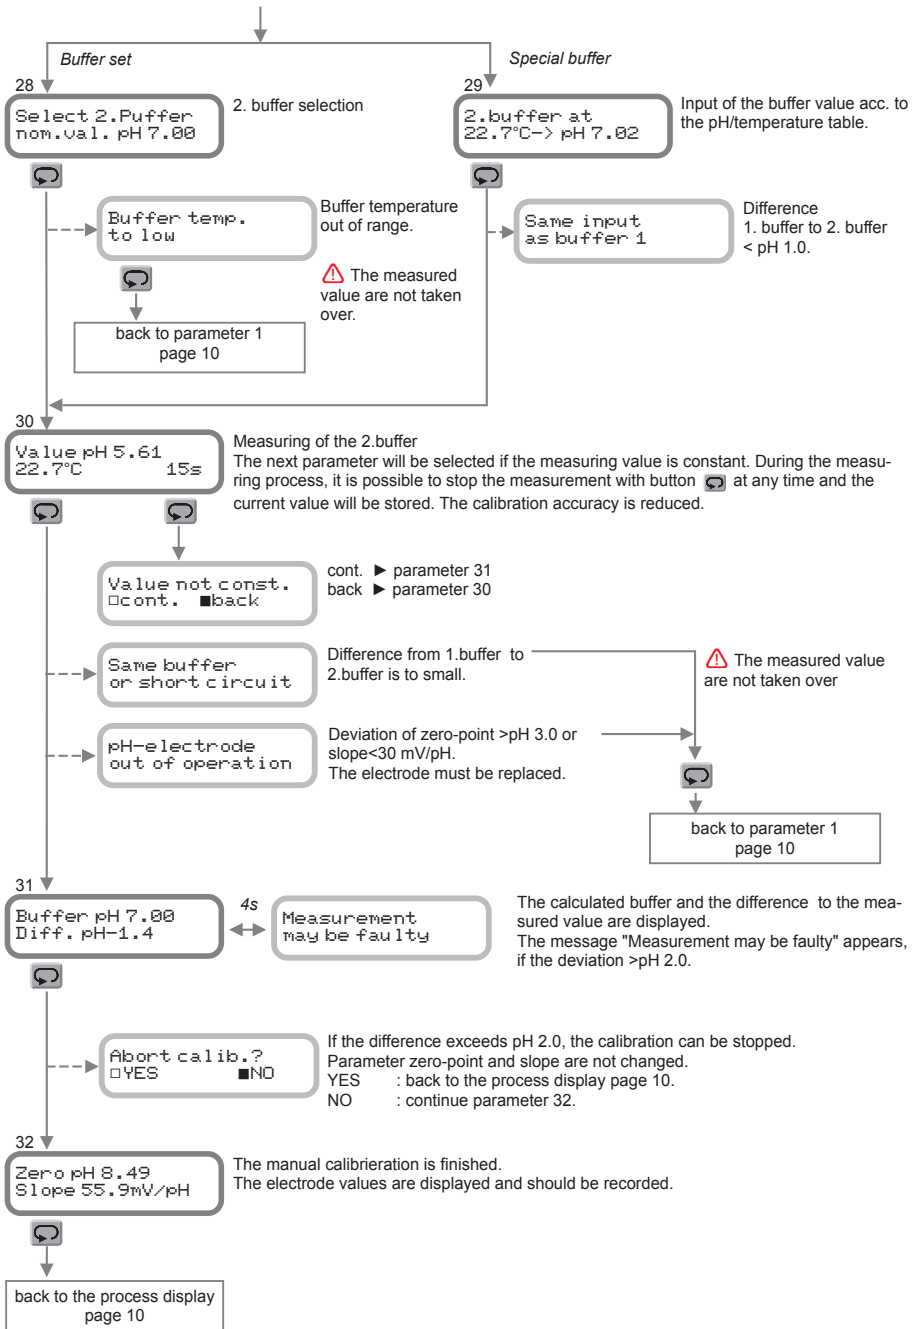 Buffer set
Special buffer
28
Select 2.Puffer
nom.val. pH 7.00
2. buffer selection
29
2.buffer at
22.7°C-> pH 7.02
Input of the buffer value acc. to
the pH/temperature table.
Buffer temp.
to low
Buffer temperature
out of range.
The measured
value are not taken
over.
back to parameter 1
page 10
Same input
as buffer 1
Difference
1. buffer to 2. buffer
< pH 1.0.
30
Value pH 5.61
22.7°C 15s
Measuring of the 2.buffer
The next parameter will be selected if the measuring value is constant. During the measu-
ring process, it is possible to stop the measurement with button at any time and the
current value will be stored. The calibration accuracy is reduced.
Value not const.
□cont. ■back
cont. ► parameter 31
back ► parameter 30
Same buffer
or short circuit
Difference from 1.buffer to
2.buffer is to small.
The measured value
are not taken over
pH-electrode
out of operation
Deviation of zero-point >pH 3.0 or
slope<30 mV/pH.
The electrode must be replaced.
back to parameter 1
page 10
31
Buffer pH 7.00
Diff. pH-1.4
4s
Measurement
may be faulty
The calculated buffer and the difference to the mea-
sured value are displayed.
The message "Measurement may be faulty" appears,
if the deviation >pH 2.0.
Abort calib.?
□YES ■NO
If the difference exceeds pH 2.0, the calibration can be stopped.
Parameter zero-point and slope are not changed.
YES : back to the process display page 10.
NO : continue parameter 32.
32
Zero pH 8.49
Slope 55.9mV/pH
The manual calibrieration is finished.
The electrode values are displayed and should be recorded.
back to the process display
page 10